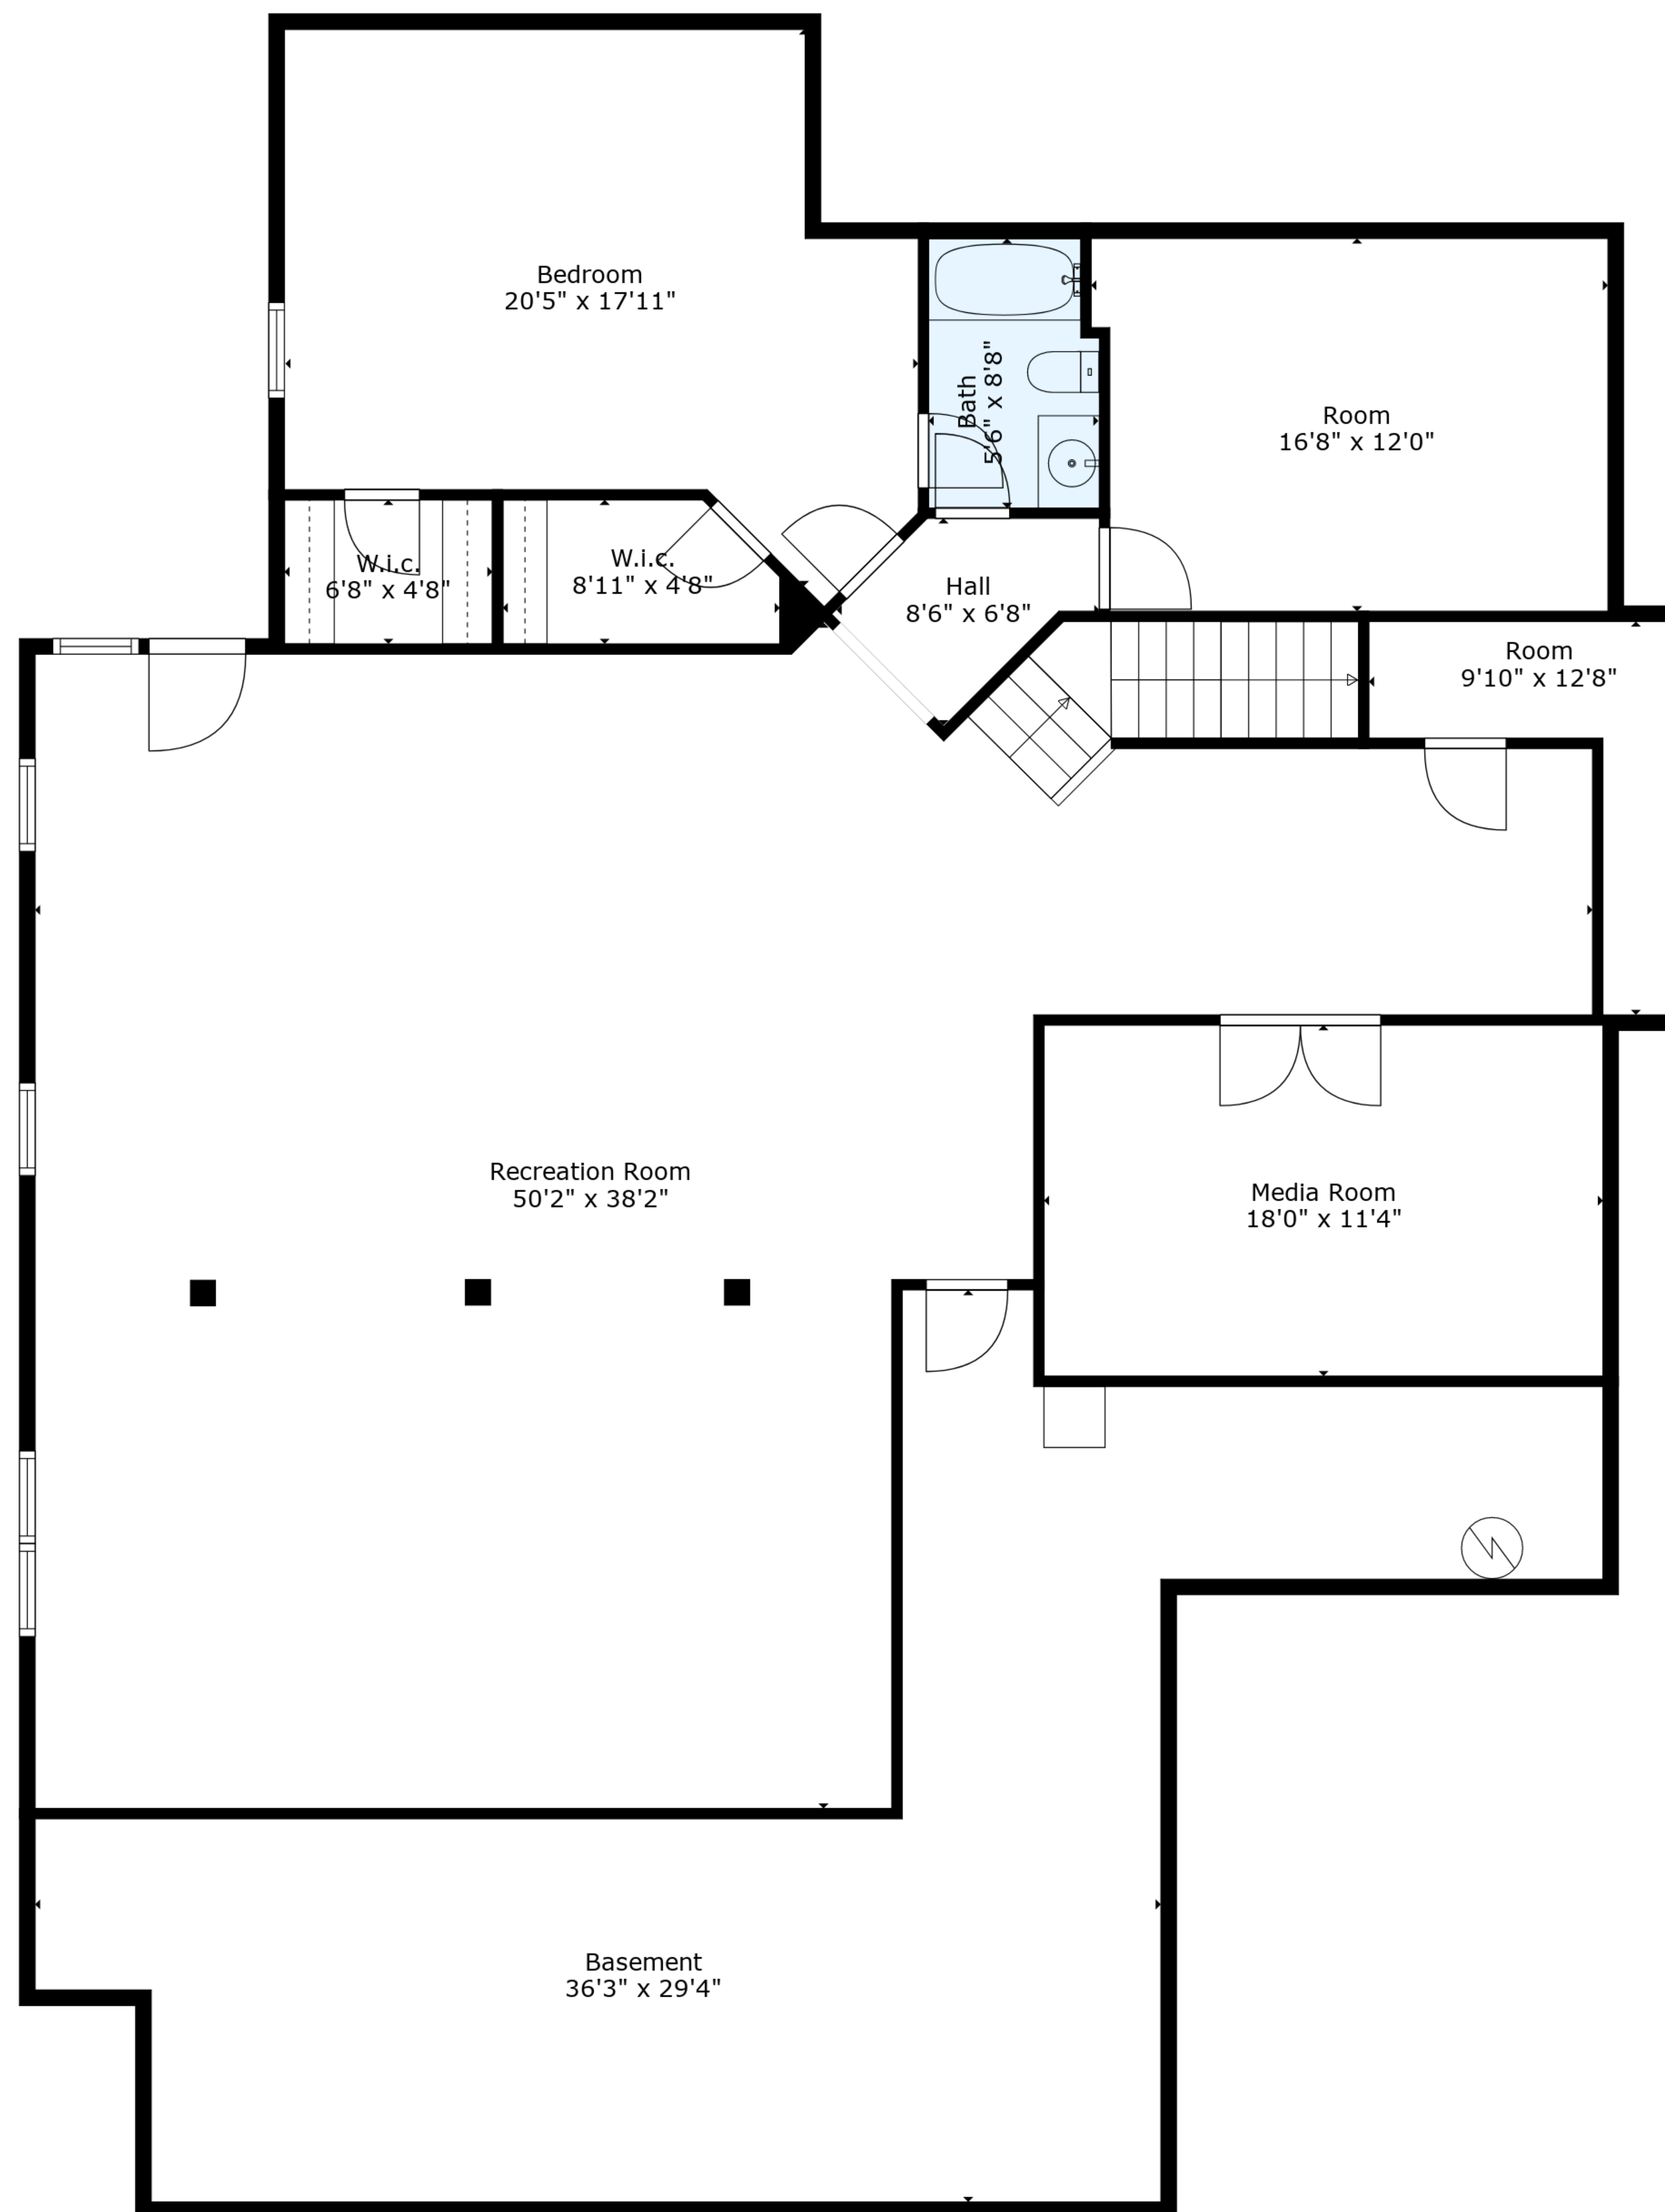 Bedroom
20'5" x 17'11"
Bath
5'6" x 8'8"
Room
16'8" x 12'0"
W.i.c.
6'8" x 4'8"
W.i.c.
8'11" x 4'8"
Hall
8'6" x 6'8"
Room
9'10" x 12'8"
Recreation Room
50'2" x 38'2"
Media Room
18'0" x 11'4"
Basement
36'3" x 29'4"